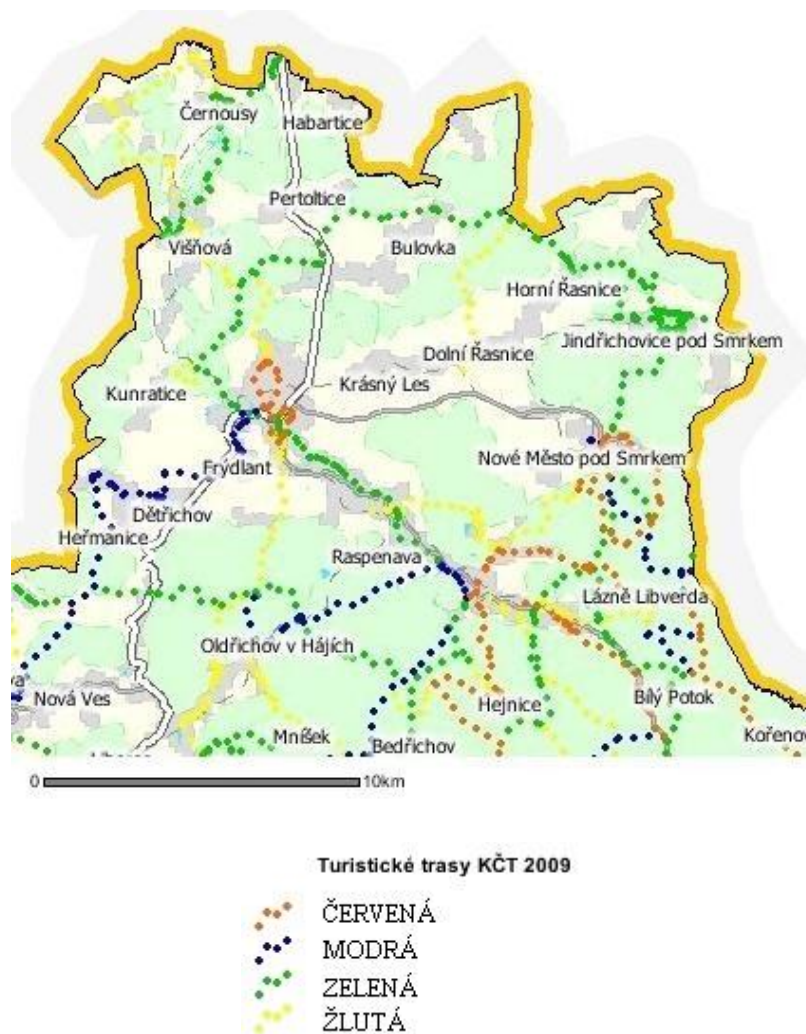 Černousy
Habartice
Pertoltice
Višňová
Bulovka
Horní Řasnice
Jindřichovice pod Smrkem
Dolní Řasnice
Krásný Les
Kunratice
Nové Město pod Smrkem
Frýdlant
Dětřichov
Heřmanice
Raspenava
Lázně Libverda
Oldřichov v Hájích
Nová Ves
Hejnice
Bílý Potok
Mníšek
Bedřichov
Kořenov
0 10km
Turistické trasy KČT 2009
ČERVENÁ
MODRÁ
ZELENÁ
ŽLUTÁ